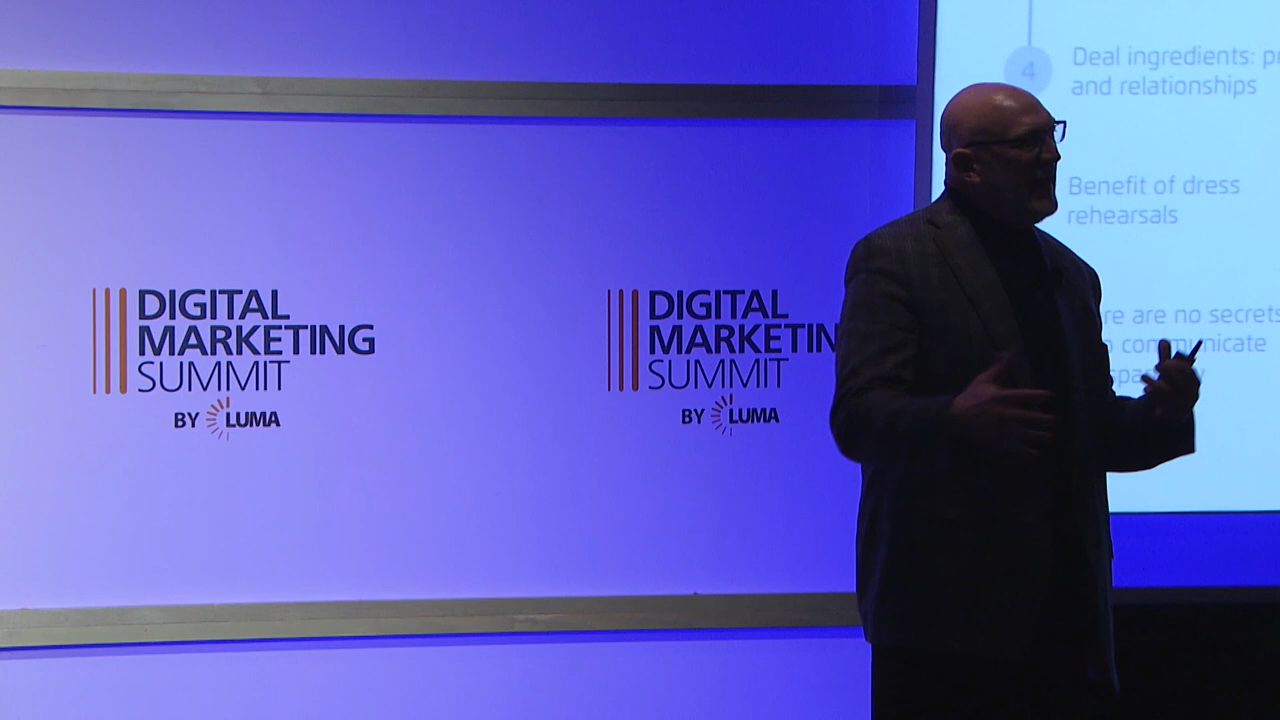 DIGITAL
MARKETING
SUMMIT
BY LUMA
DIGITAL
MARKETIN
SUMMIT
BY LUMA
4
Deal ingredients: p
and relationships
Benefit of dress
rehearsals
re are no secrets
communicate